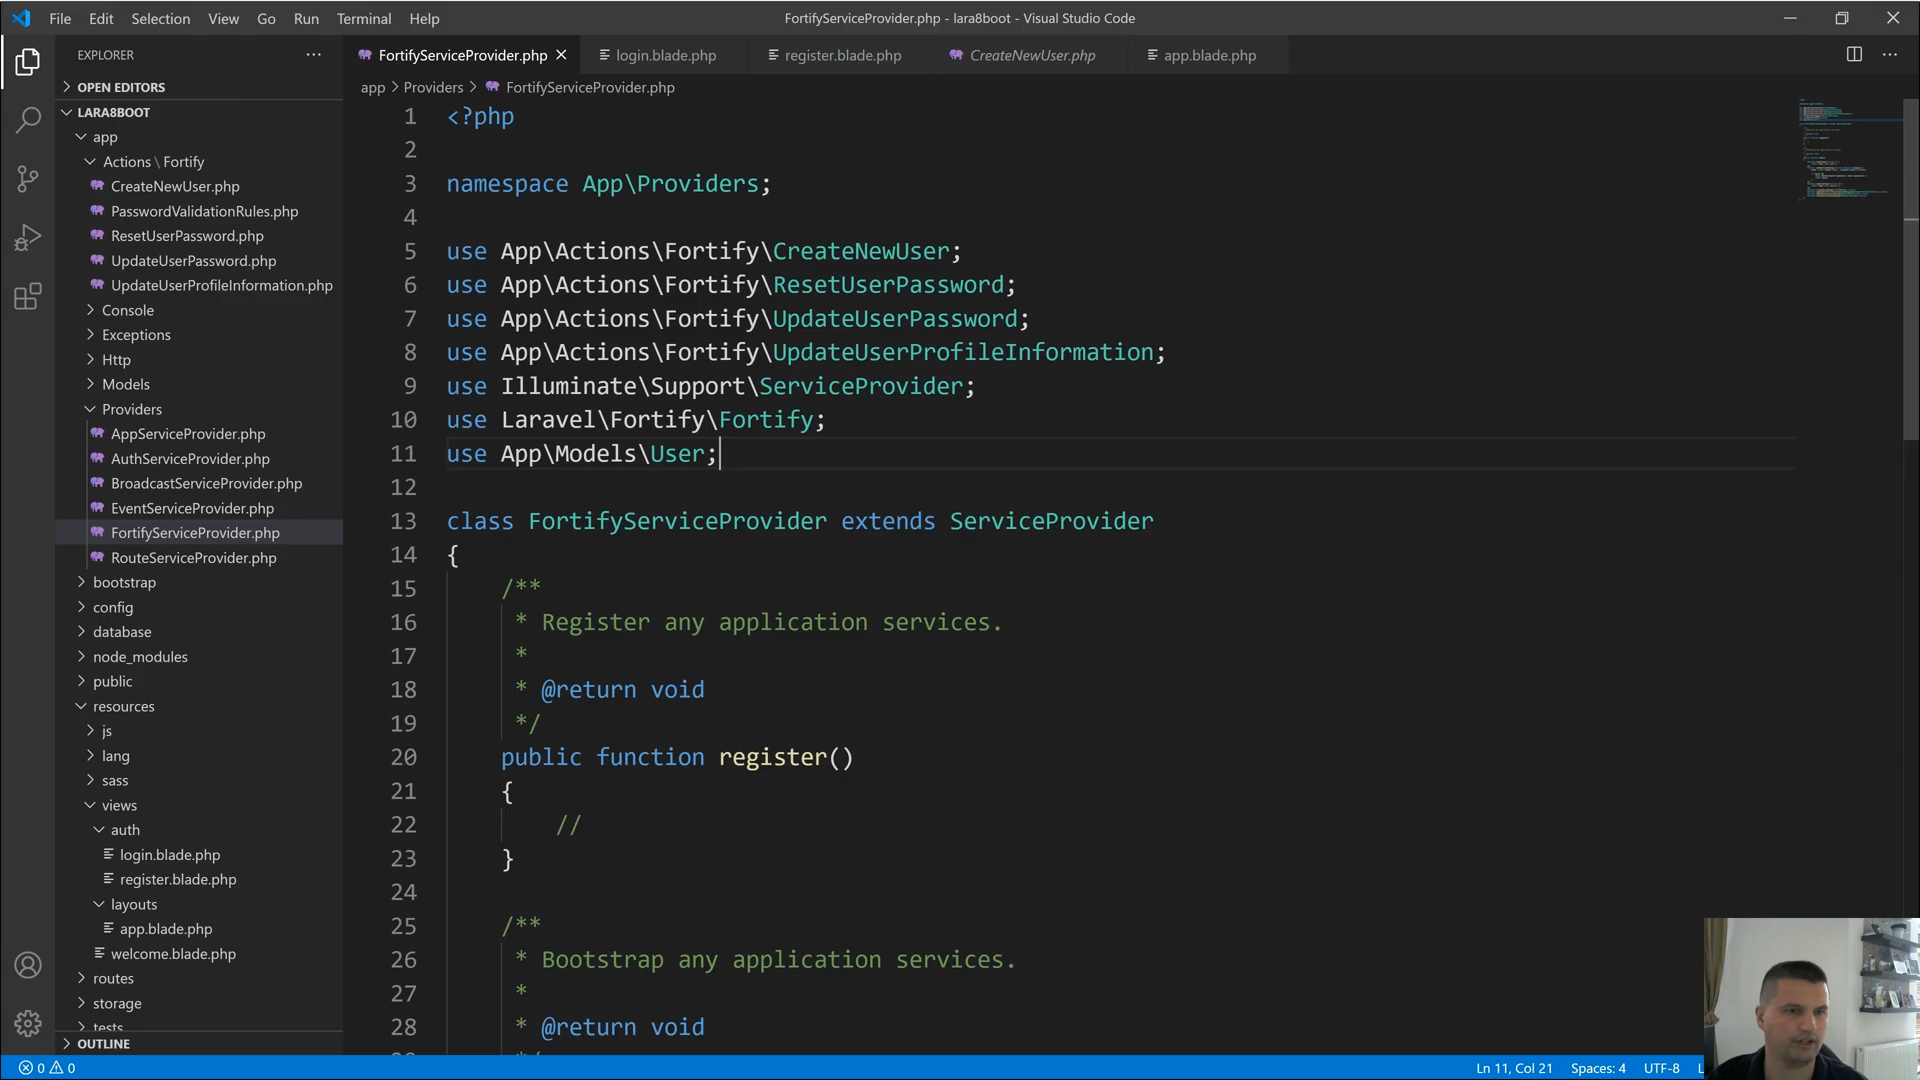 File Edit Selection View Go Run Terminal Help
FortifyServiceProvider.php - lara8boot - Visual Studio Code
EXPLORER
OPEN EDITORS
LARA8BOOT
app
Actions \ Fortify
CreateNewUser.php
PasswordValidationRules.php
ResetUserPassword.php
UpdateUserPassword.php
UpdateUserProfileInformation.php
Console
Exceptions
Http
Models
Providers
AppServiceProvider.php
AuthServiceProvider.php
BroadcastServiceProvider.php
EventServiceProvider.php
FortifyServiceProvider.php
RouteServiceProvider.php
bootstrap
config
database
node_modules
public
resources
js
lang
sass
views
auth
login.blade.php
register.blade.php
layouts
app.blade.php
welcome.blade.php
routes
storage
tests
OUTLINE
FortifyServiceProvider.php login.blade.php register.blade.php CreateNewUser.php app.blade.php
app > Providers > FortifyServiceProvider.php
1 <?php
2
3 namespace App\Providers;
4
5 use App\Actions\Fortify\CreateNewUser;
6 use App\Actions\Fortify\ResetUserPassword;
7 use App\Actions\Fortify\UpdateUserPassword;
8 use App\Actions\Fortify\UpdateUserProfileInformation;
9 use Illuminate\Support\ServiceProvider;
10 use Laravel\Fortify\Fortify;
11 use App\Models\User;
12
13 class FortifyServiceProvider extends ServiceProvider
14 {
15 /**
16 * Register any application services.
17 *
18 * @return void
19 */
20 public function register()
21 {
22 //
23 }
24
25 /**
26 * Bootstrap any application services.
27 *
28 * @return void
0 0
Ln 11, Col 21 Spaces: 4 UTF-8